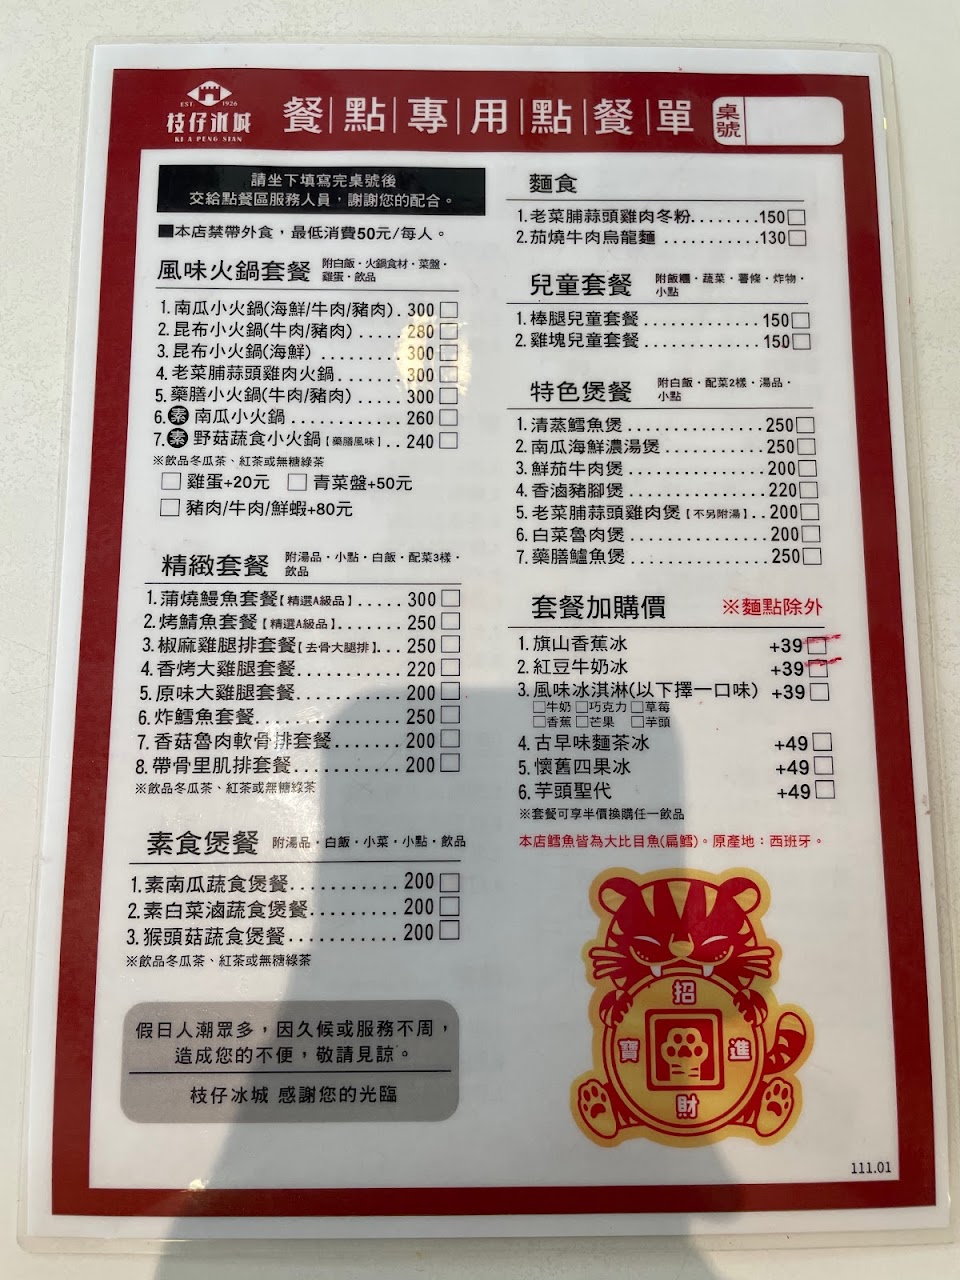 EST. 1926
枝仔冰城
KI A PENG SIAN
餐點專用點餐單
桌號
請坐下填寫完桌號後
交給點餐區服務人員，謝謝您的配合。
■本店禁帶外食，最低消費50元/每人。
風味火鍋套餐 附白飯・火鍋食材・菜盤・
雞蛋・飲品
1.南瓜小火鍋(海鮮/牛肉/豬肉). 300 □
2.昆布小火鍋(牛肉/豬肉) ..... 280 □
3.昆布小火鍋(海鮮) ......... 300 □
4.老菜脯蒜頭雞肉火鍋....... 300 □
5.藥膳小火鍋(牛肉/豬肉) ..... 300 □
6.素 南瓜小火鍋 ............ 260 □
7.素 野菇蔬食小火鍋【藥膳風味】.. 240 □
※飲品冬瓜茶、紅茶或無糖綠茶
□ 雞蛋+20元 □ 青菜盤+50元
□ 豬肉/牛肉/鮮蝦+80元
精緻套餐 附湯品・小點・白飯・配菜3樣・
飲品
1.蒲燒鰻魚套餐【精選A級品】..... 300 □
2.烤鯖魚套餐【精選A級品】....... 250 □
3.椒麻雞腿排套餐【去骨大腿排】.. 250 □
4.香烤大雞腿套餐........... 220 □
5.原味大雞腿套餐........... 200 □
6.炸鱈魚套餐.............. 250 □
7.香菇魯肉軟骨排套餐....... 200 □
8.帶骨里肌排套餐........... 200 □
※飲品冬瓜茶、紅茶或無糖綠茶
素食煲餐 附湯品・白飯・小菜・小點・飲品
1.素南瓜蔬食煲餐........... 200 □
2.素白菜滷蔬食煲餐......... 200 □
3.猴頭菇蔬食煲餐........... 200 □
※飲品冬瓜茶、紅茶或無糖綠茶
假日人潮眾多，因久候或服務不周，
造成您的不便，敬請見諒。
枝仔冰城 感謝您的光臨
麵食
1.老菜脯蒜頭雞肉冬粉........150□
2.茄燒牛肉烏龍麵 ...........130□
兒童套餐 附飯糰・蔬菜・薯條・炸物・
小點
1.棒腿兒童套餐 .............. 150□
2.雞塊兒童套餐 .............. 150□
特色煲餐 附白飯・配菜2樣・湯品・
小點
1.清蒸鱈魚煲 ................250□
2.南瓜海鮮濃湯煲 ............250□
3.鮮茄牛肉煲 ................200□
4.香滷豬腳煲 ................220□
5.老菜脯蒜頭雞肉煲【不另附湯】..200□
6.白菜魯肉煲 ................200□
7.藥膳鱸魚煲 ................250□
套餐加購價 ※麵點除外
1.旗山香蕉冰 +39□
2.紅豆牛奶冰 +39□
3.風味冰淇淋(以下擇一口味) +39□
□牛奶 □巧克力 □草莓
□香蕉 □芒果 □芋頭
4.古早味麵茶冰 +49□
5.懷舊四果冰 +49□
6.芋頭聖代 +49□
※套餐可享半價換購任一飲品
本店鱈魚皆為大比目魚(扁鱈)。原產地：西班牙。
招
寶 進
財
111.01